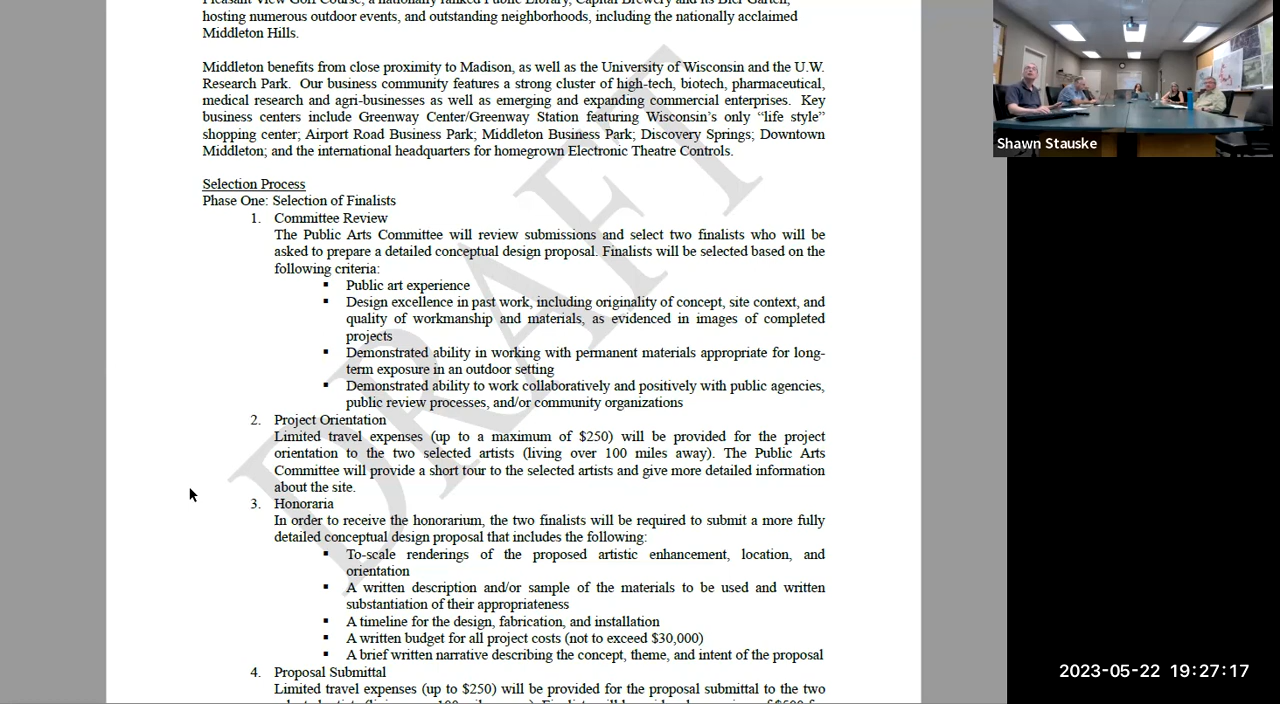 Pleasant View Golf Course, a nationally ranked Public Library, Capital Brewery and its Bier Garten,
hosting numerous outdoor events, and outstanding neighborhoods, including the nationally acclaimed
Middleton Hills.
Middleton benefits from close proximity to Madison, as well as the University of Wisconsin and the U.W.
Research Park.  Our business community features a strong cluster of high-tech, biotech, pharmaceutical,
medical research and agri-businesses as well as emerging and expanding commercial enterprises.  Key
business centers include Greenway Center/Greenway Station featuring Wisconsin's only “life style”
shopping center; Airport Road Business Park; Middleton Business Park; Discovery Springs; Downtown
Middleton; and the international headquarters for homegrown Electronic Theatre Controls.
Selection Process
Phase One: Selection of Finalists
1. Committee Review
The Public Arts Committee will review submissions and select two finalists who will be
asked to prepare a detailed conceptual design proposal. Finalists will be selected based on the
following criteria:
▪ Public art experience
▪ Design excellence in past work, including originality of concept, site context, and
quality of workmanship and materials, as evidenced in images of completed
projects
▪ Demonstrated ability in working with permanent materials appropriate for long-
term exposure in an outdoor setting
▪ Demonstrated ability to work collaboratively and positively with public agencies,
public review processes, and/or community organizations
2. Project Orientation
Limited travel expenses (up to a maximum of $250) will be provided for the project
orientation to the two selected artists (living over 100 miles away). The Public Arts
Committee will provide a short tour to the selected artists and give more detailed information
about the site.
3. Honoraria
In order to receive the honorarium, the two finalists will be required to submit a more fully
detailed conceptual design proposal that includes the following:
▪ To-scale renderings of the proposed artistic enhancement, location, and
orientation
▪ A written description and/or sample of the materials to be used and written
substantiation of their appropriateness
▪ A timeline for the design, fabrication, and installation
▪ A written budget for all project costs (not to exceed $30,000)
▪ A brief written narrative describing the concept, theme, and intent of the proposal
4. Proposal Submittal
Limited travel expenses (up to $250) will be provided for the proposal submittal to the two
DRAFT
Shawn Stauske
2023-05-22 19:27:17